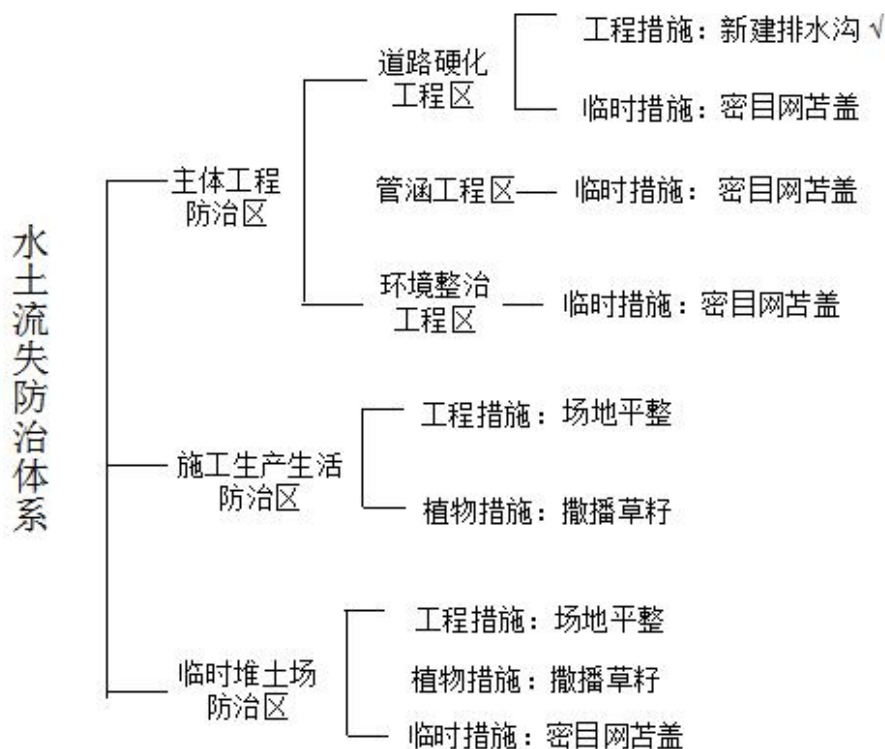 水土流失防治体系
主体工程
防治区
道路硬化
工程区
工程措施：新建排水沟 √
临时措施：密目网苫盖
管涵工程区
临时措施：密目网苫盖
环境整治
工程区
临时措施：密目网苫盖
施工生产生活
防治区
工程措施：场地平整
植物措施：撒播草籽
临时堆土场
防治区
工程措施：场地平整
植物措施：撒播草籽
临时措施：密目网苫盖